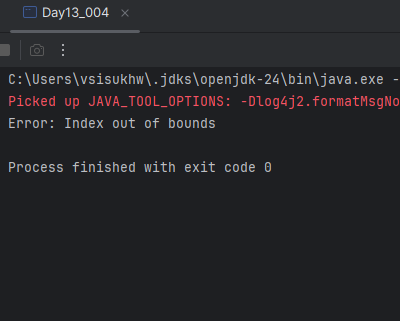 Day13_004
C:\Users\vsisukhw\.jdks\openjdk-24\bin\java.exe -
Picked up JAVA_TOOL_OPTIONS: -Dlog4j2.formatMsgNo
Error: Index out of bounds
Process finished with exit code 0